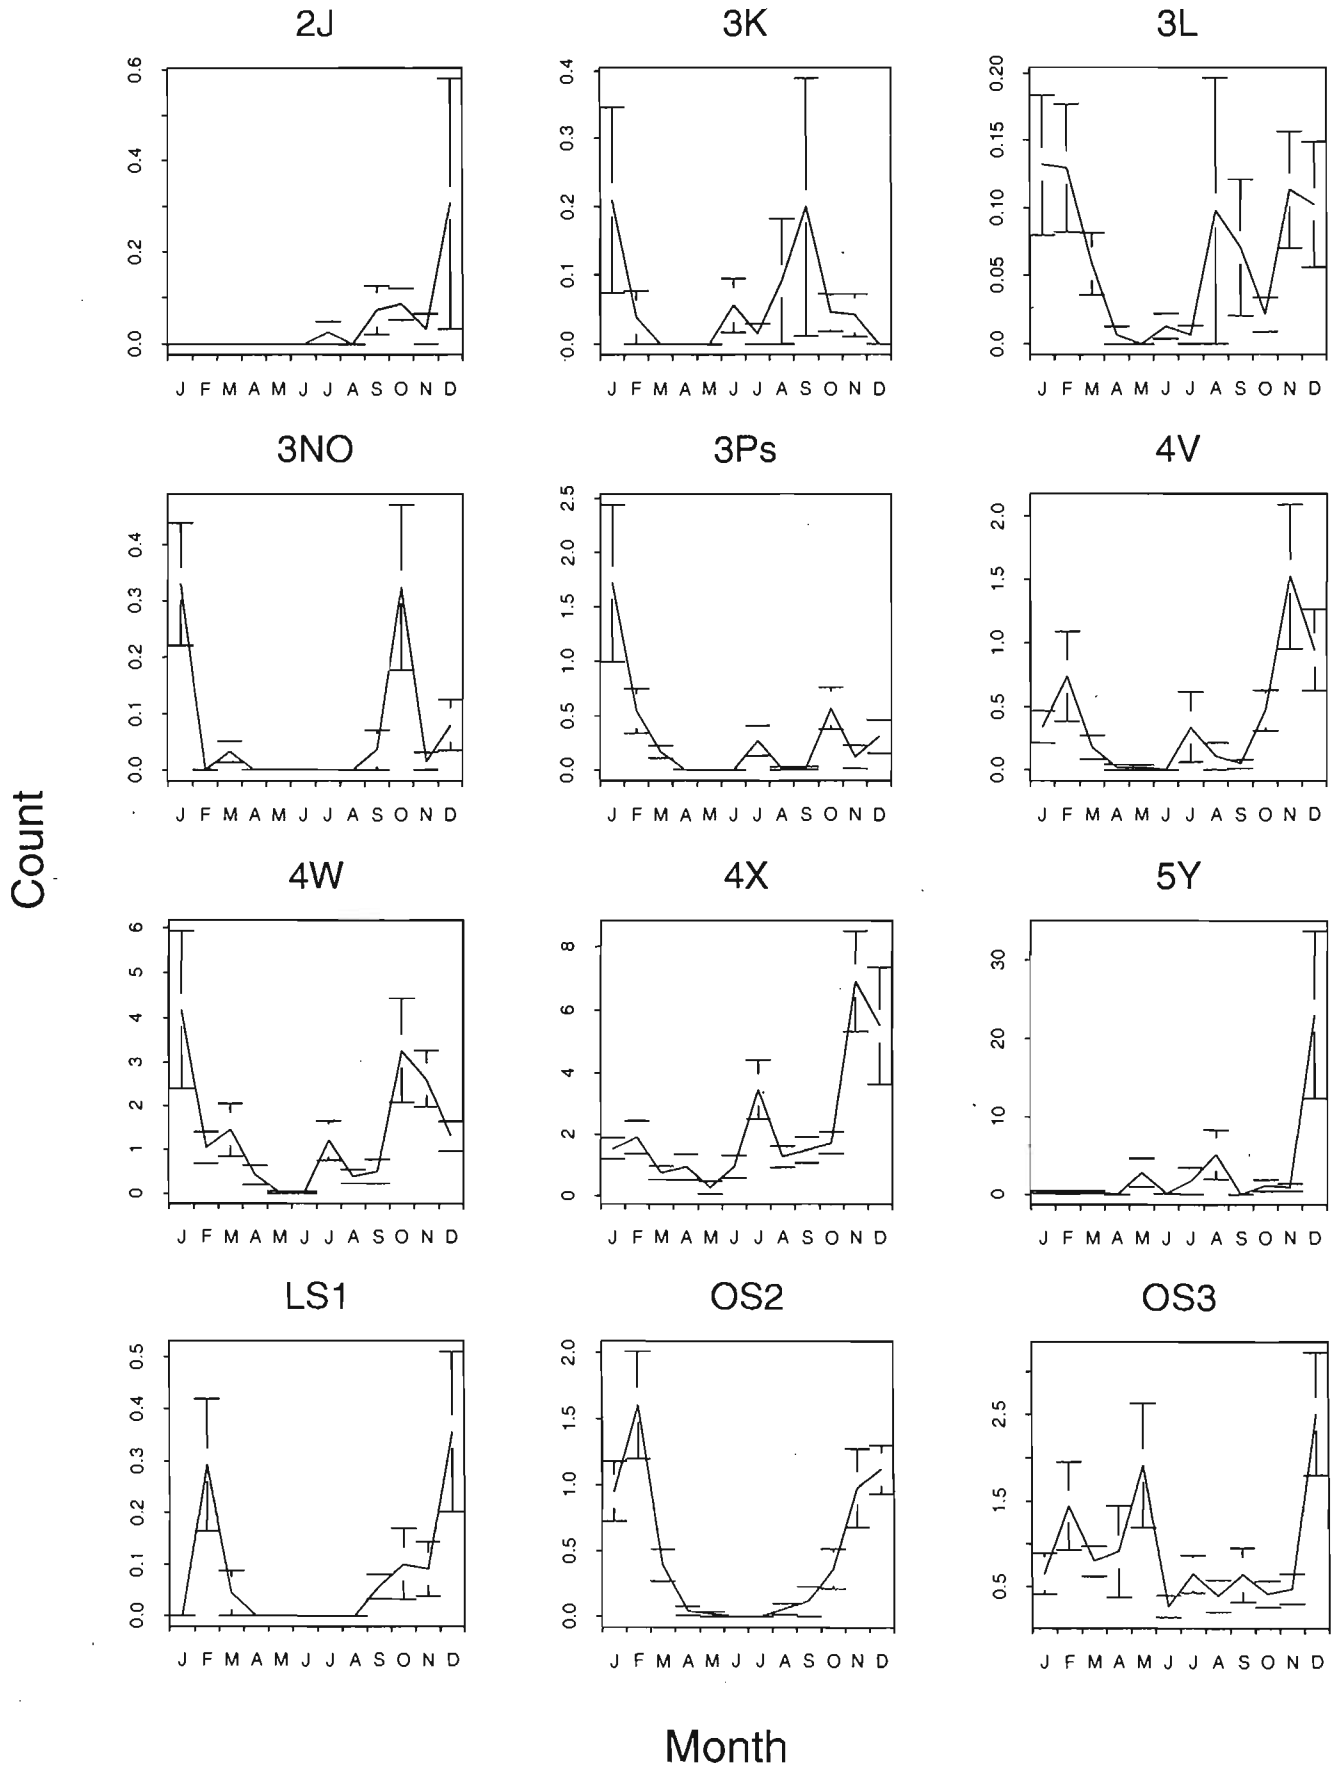 2J 3K 3L
0.6 0.4 0.2 0.0
0.4 0.3 0.2 0.1 0.0
0.20 0.15 0.10 0.05 0.0
J F M A M J J A S O N D
J F M A M J J A S O N D
J F M A M J J A S O N D
3NO 3Ps 4V
0.4 0.3 0.2 0.1 0.0
2.5 2.0 1.5 1.0 0.5 0.0
2.0 1.5 1.0 0.5 0.0
J F M A M J J A S O N D
J F M A M J J A S O N D
J F M A M J J A S O N D
Count
4W 4X 5Y
6 5 4 3 2 1 0
8 6 4 2 0
30 20 10 0
J F M A M J J A S O N D
J F M A M J J A S O N D
J F M A M J J A S O N D
LS1 OS2 OS3
0.5 0.4 0.3 0.2 0.1 0.0
2.0 1.5 1.0 0.5 0.0
2.5 1.5 0.5
J F M A M J J A S O N D
J F M A M J J A S O N D
J F M A M J J A S O N D
Month